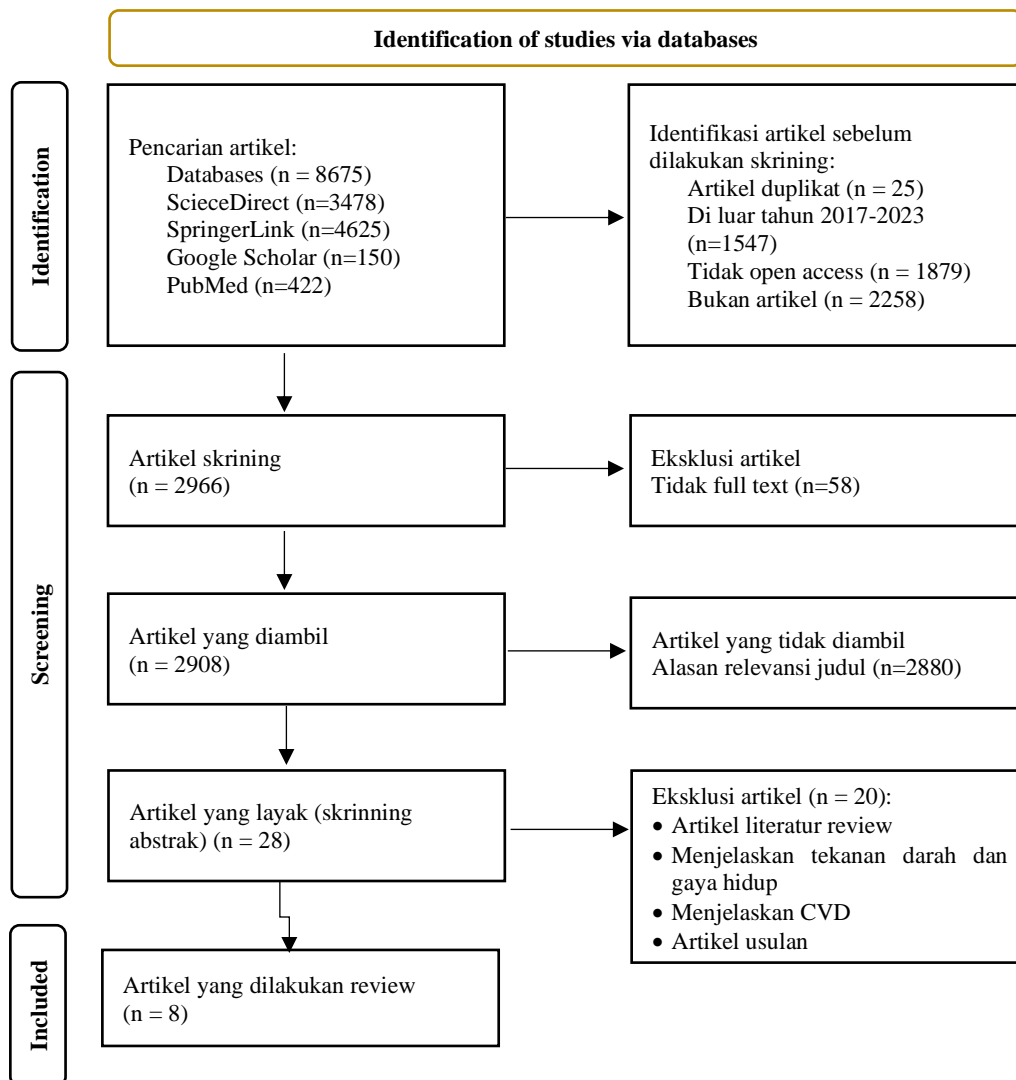 Identification of studies via databases
Identification
Pencarian artikel:
Databases (n = 8675)
ScieceDirect (n=3478)
SpringerLink (n=4625)
Google Scholar (n=150)
PubMed (n=422)
Identifikasi artikel sebelum
dilakukan skrining:
Artikel duplikat (n = 25)
Di luar tahun 2017-2023
(n=1547)
Tidak open access (n = 1879)
Bukan artikel (n = 2258)
Screening
Artikel skrining
(n = 2966)
Eksklusi artikel
Tidak full text (n=58)
Artikel yang diambil
(n = 2908)
Artikel yang tidak diambil
Alasan relevansi judul (n=2880)
Artikel yang layak (skrinning
abstrak) (n = 28)
Eksklusi artikel (n = 20):
• Artikel literatur review
• Menjelaskan tekanan darah dan
gaya hidup
• Menjelaskan CVD
• Artikel usulan
Included
Artikel yang dilakukan review
(n = 8)